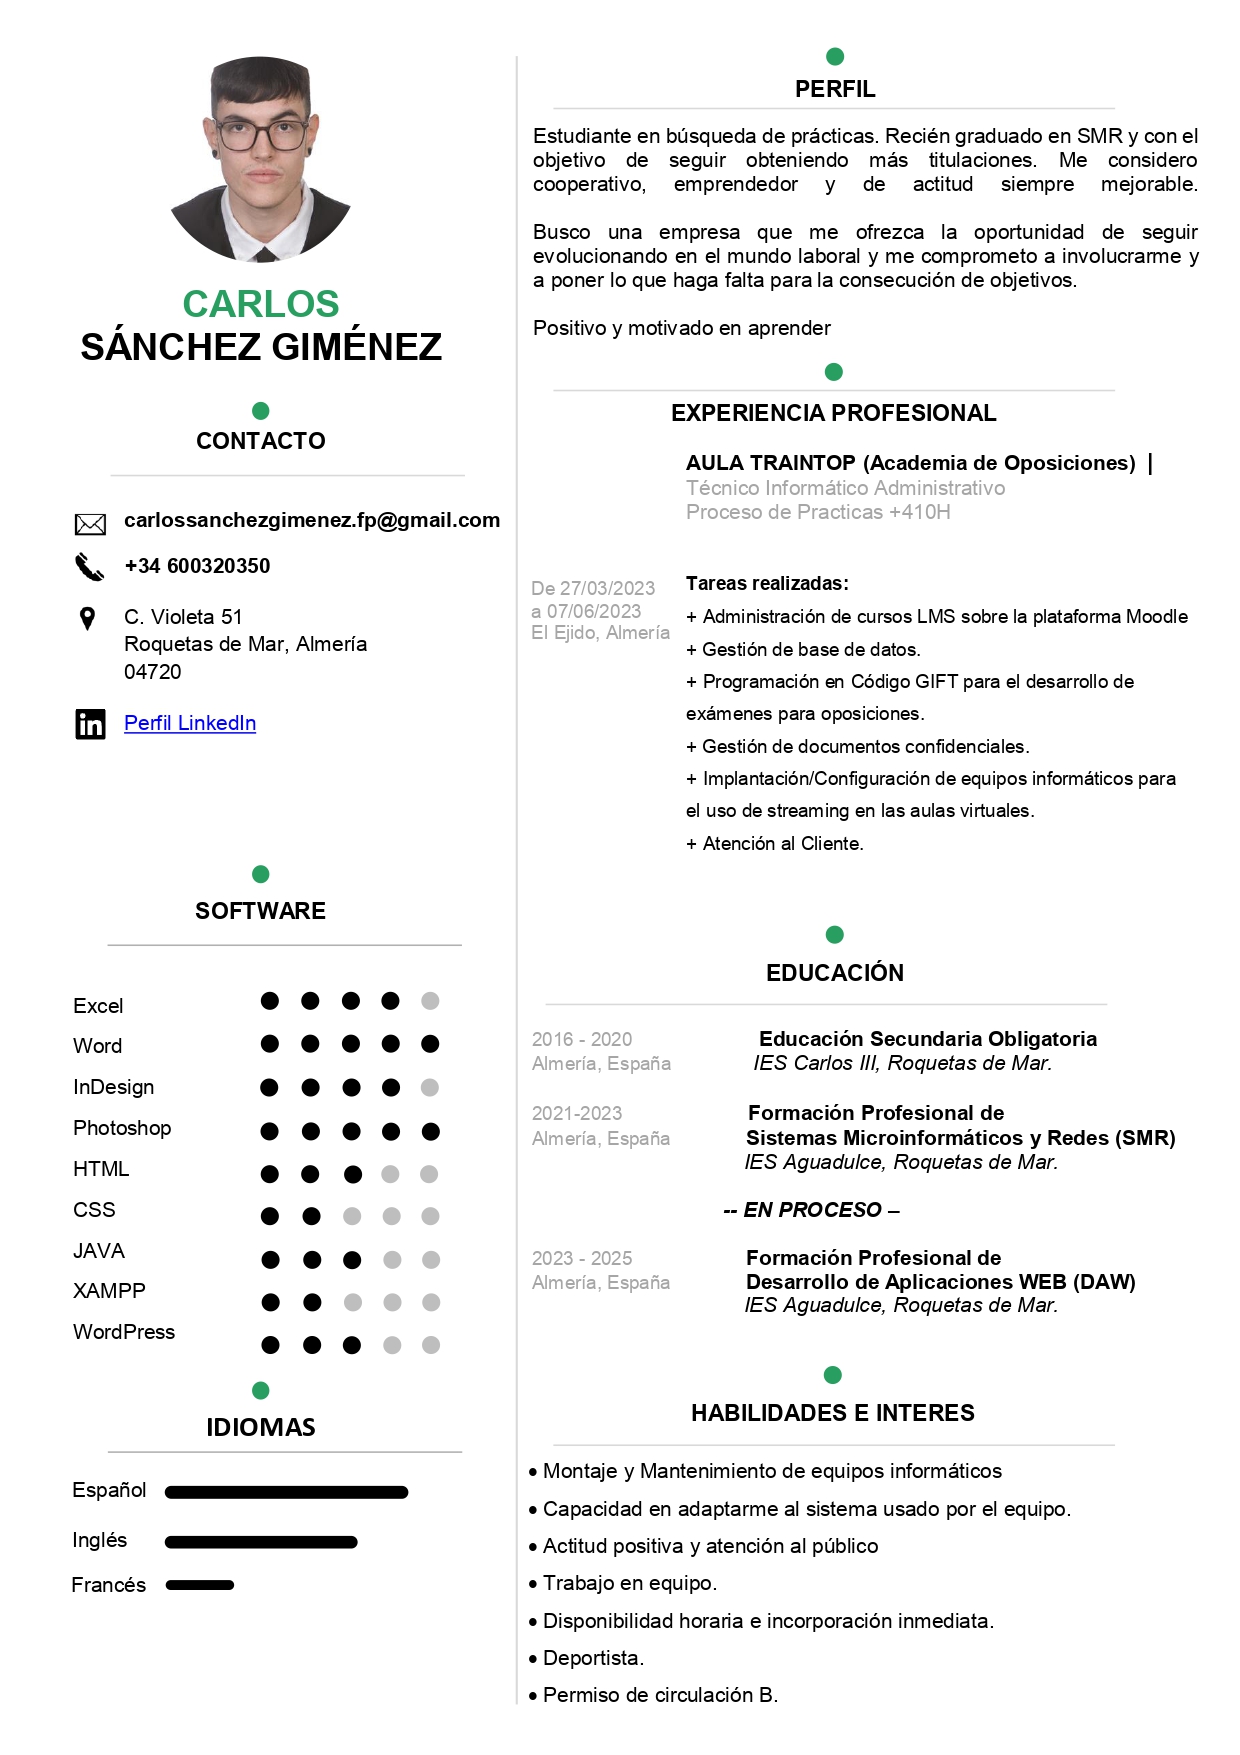 CARLOS
SÁNCHEZ GIMÉNEZ
CONTACTO
carlossanchezgimenez.fp@gmail.com
+34 600320350
C. Violeta 51
Roquetas de Mar, Almería
04720
in
Perfil LinkedIn
SOFTWARE
Excel
Word
InDesign
Photoshop
HTML
CSS
JAVA
XAMPP
WordPress
IDIOMAS
Español
Inglés
Francés
PERFIL
Estudiante en búsqueda de prácticas. Recién graduado en SMR y con el
objetivo de seguir obteniendo más titulaciones. Me considero
cooperativo, emprendedor y de actitud siempre mejorable.
Busco una empresa que me ofrezca la oportunidad de seguir
evolucionando en el mundo laboral y me comprometo a involucrarme y
a poner lo que haga falta para la consecución de objetivos.
Positivo y motivado en aprender
EXPERIENCIA PROFESIONAL
AULA TRAINTOP (Academia de Oposiciones) |
Técnico Informático Administrativo
Proceso de Practicas +410H
De 27/03/2023
a 07/06/2023
El Ejido, Almería
Tareas realizadas:
+ Administración de cursos LMS sobre la plataforma Moodle
+ Gestión de base de datos.
+ Programación en Código GIFT para el desarrollo de
exámenes para oposiciones.
+ Gestión de documentos confidenciales.
+ Implantación/Configuración de equipos informáticos para
el uso de streaming en las aulas virtuales.
+ Atención al Cliente.
EDUCACIÓN
2016 - 2020
Almería, España
Educación Secundaria Obligatoria
IES Carlos III, Roquetas de Mar.
2021-2023
Almería, España
Formación Profesional de
Sistemas Microinformáticos y Redes (SMR)
IES Aguadulce, Roquetas de Mar.
-- EN PROCESO –
2023 - 2025
Almería, España
Formación Profesional de
Desarrollo de Aplicaciones WEB (DAW)
IES Aguadulce, Roquetas de Mar.
HABILIDADES E INTERES
• Montaje y Mantenimiento de equipos informáticos
• Capacidad en adaptarme al sistema usado por el equipo.
• Actitud positiva y atención al público
• Trabajo en equipo.
• Disponibilidad horaria e incorporación inmediata.
• Deportista.
• Permiso de circulación B.